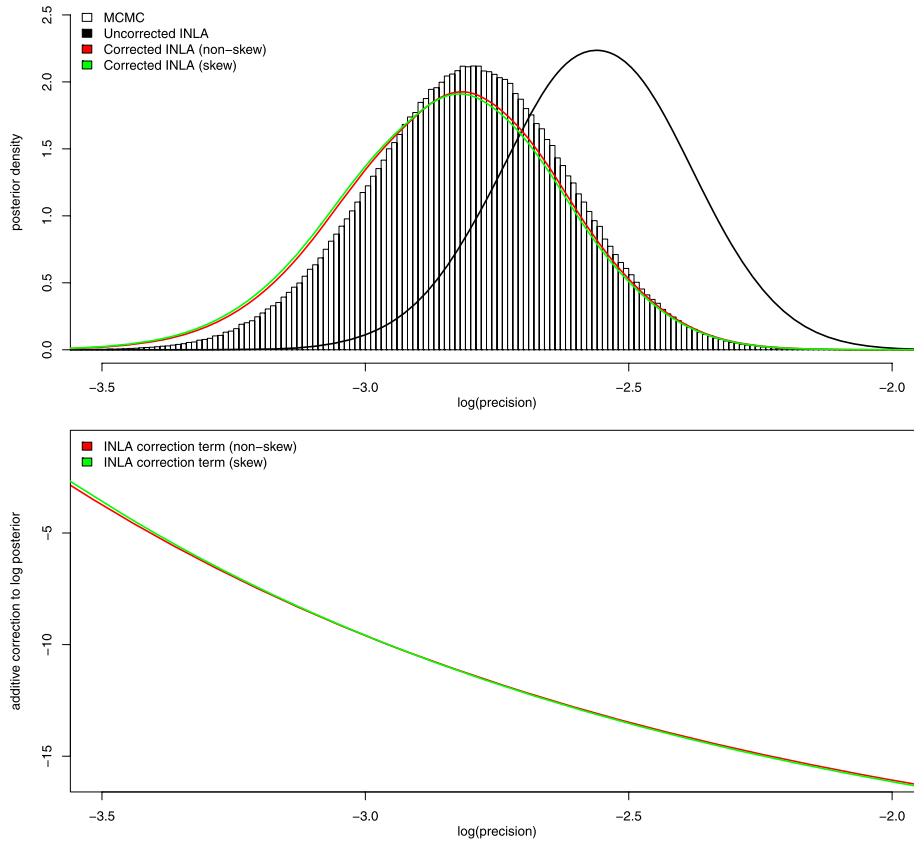 2.5
2.0
1.5
1.0
0.5
0.0
posterior density
MCMC
Uncorrected INLA
Corrected INLA (non-skew)
Corrected INLA (skew)
−3.5 −3.0 −2.5 −2.0
log(precision)
INLA correction term (non-skew)
INLA correction term (skew)
−5
−10
−15
additive correction to log posterior
−3.5 −3.0 −2.5 −2.0
log(precision)